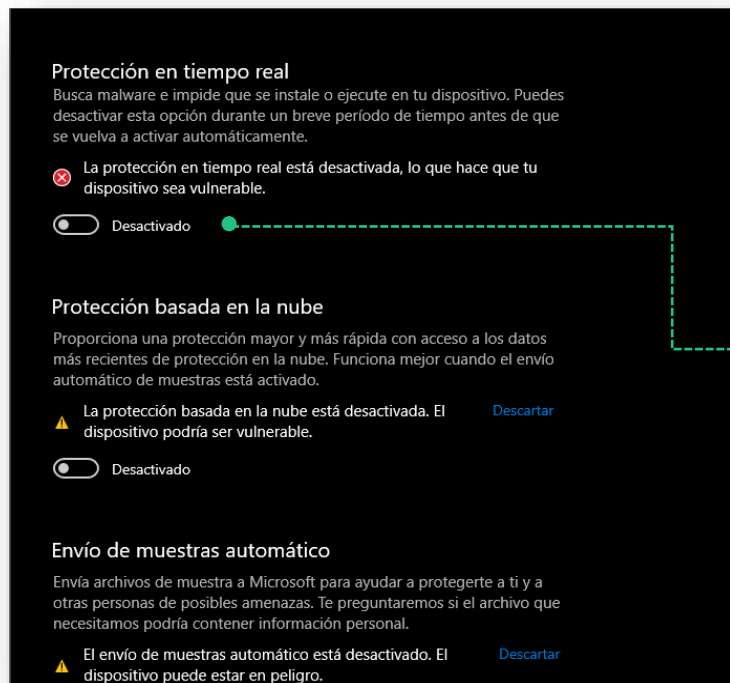 Protección en tiempo real
Busca malware e impide que se instale o ejecute en tu dispositivo. Puedes
desactivar esta opción durante un breve período de tiempo antes de que
se vuelva a activar automáticamente.
La protección en tiempo real está desactivada, lo que hace que tu
dispositivo sea vulnerable.
Desactivado
Protección basada en la nube
Proporciona una protección mayor y más rápida con acceso a los datos
más recientes de protección en la nube. Funciona mejor cuando el envío
automático de muestras está activado.
La protección basada en la nube está desactivada. El
dispositivo podría ser vulnerable.
Descartar
Desactivado
Envío de muestras automático
Envía archivos de muestra a Microsoft para ayudar a protegerte a ti y a
otras personas de posibles amenazas. Te preguntaremos si el archivo que
necesitamos podría contener información personal.
El envío de muestras automático está desactivado. El
dispositivo puede estar en peligro.
Descartar